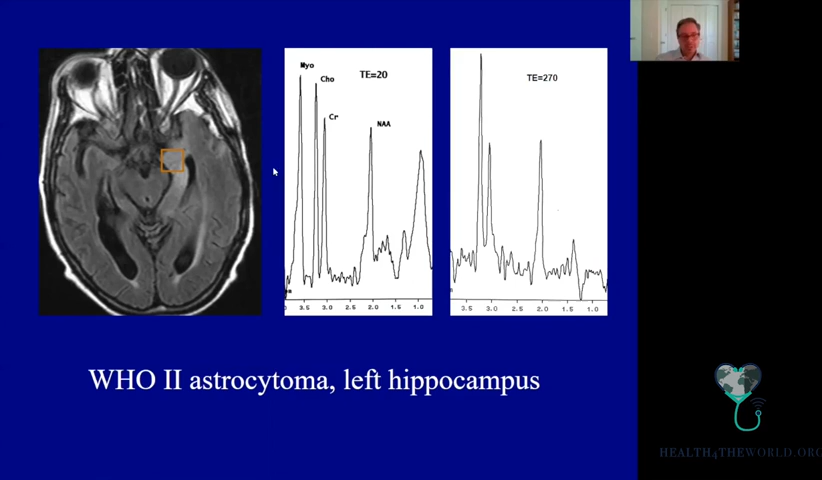 Myo
Cho
TE=20
Cr
NAA
3.5 3.0 2.5 2.0 1.5 1.0
TE=270
3.5 3.0 2.5 2.0 1.5 1.0
WHO II astrocytoma, left hippocampus
HEALTH4THEWORLD.ORG